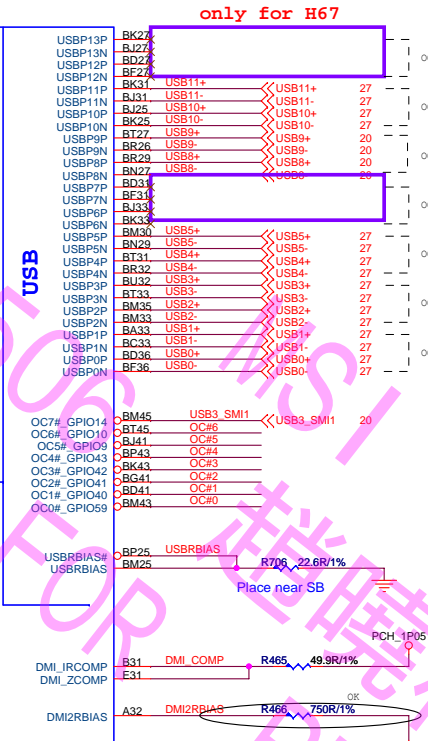 only for H67
USBP13P BK27
USBP13N BJ27
USBP12P BD27
USBP12N BF27
USBP11P BK31 USB11+ USB11+ 27
USBP11N BJ31 USB11- USB11- 27
USBP10P BJ25 USB10+ USB10+ 27
USBP10N BK25 USB10- USB10- 27
USBP9P BT27 USB9+ USB9+ 20
USBP9N BR26 USB9- USB9- 20
USBP8P BR29 USB8+ USB8+ 20
USBP8N BN27 USB8-
USBP7P BD31
USBP7N BF31
USBP6P BJ33
USBP6N BK33
USBP5P BM30 USB5+ USB5+ 27
USBP5N BN29 USB5- USB5- 27
USBP4P BT31 USB4+ USB4+ 27
USBP4N BR32 USB4- USB4- 27
USBP3P BU32 USB3+ USB3+ 27
USBP3N BT33 USB3- USB3- 27
USBP2P BM35 USB2+ USB2+ 27
USBP2N BM33 USB2- USB2- 27
USBP1P BA33 USB1+ USB1+ 27
USBP1N BC33 USB1- USB1- 27
USBP0P BD36 USB0+ USB0+ 27
USBP0N BF36 USB0- USB0- 27
USB
OC7#_GPIO14 BM45 USB3_SMI1 USB3_SMI1 20
OC6#_GPIO10 BT45 OC#6
OC5#_GPIO9 BJ41 OC#5
OC4#_GPIO43 BP43 OC#4
OC3#_GPIO42 BK43 OC#3
OC2#_GPIO41 BG41 OC#2
OC1#_GPIO40 BD41 OC#1
OC0#_GPIO59 BM43 OC#0
USBRBIAS# BP25 USBRBIAS
USBRBIAS BM25 R706 22.6R/1%
Place near SB
PCH_1P05
DMI_IRCOMP B31 DMI_COMP R465 49.9R/1%
DMI_ZCOMP E31
OK
DMI2RBIAS A32 DMI2RBIAS R466 750R/1%
MSI
FOR
趙曉